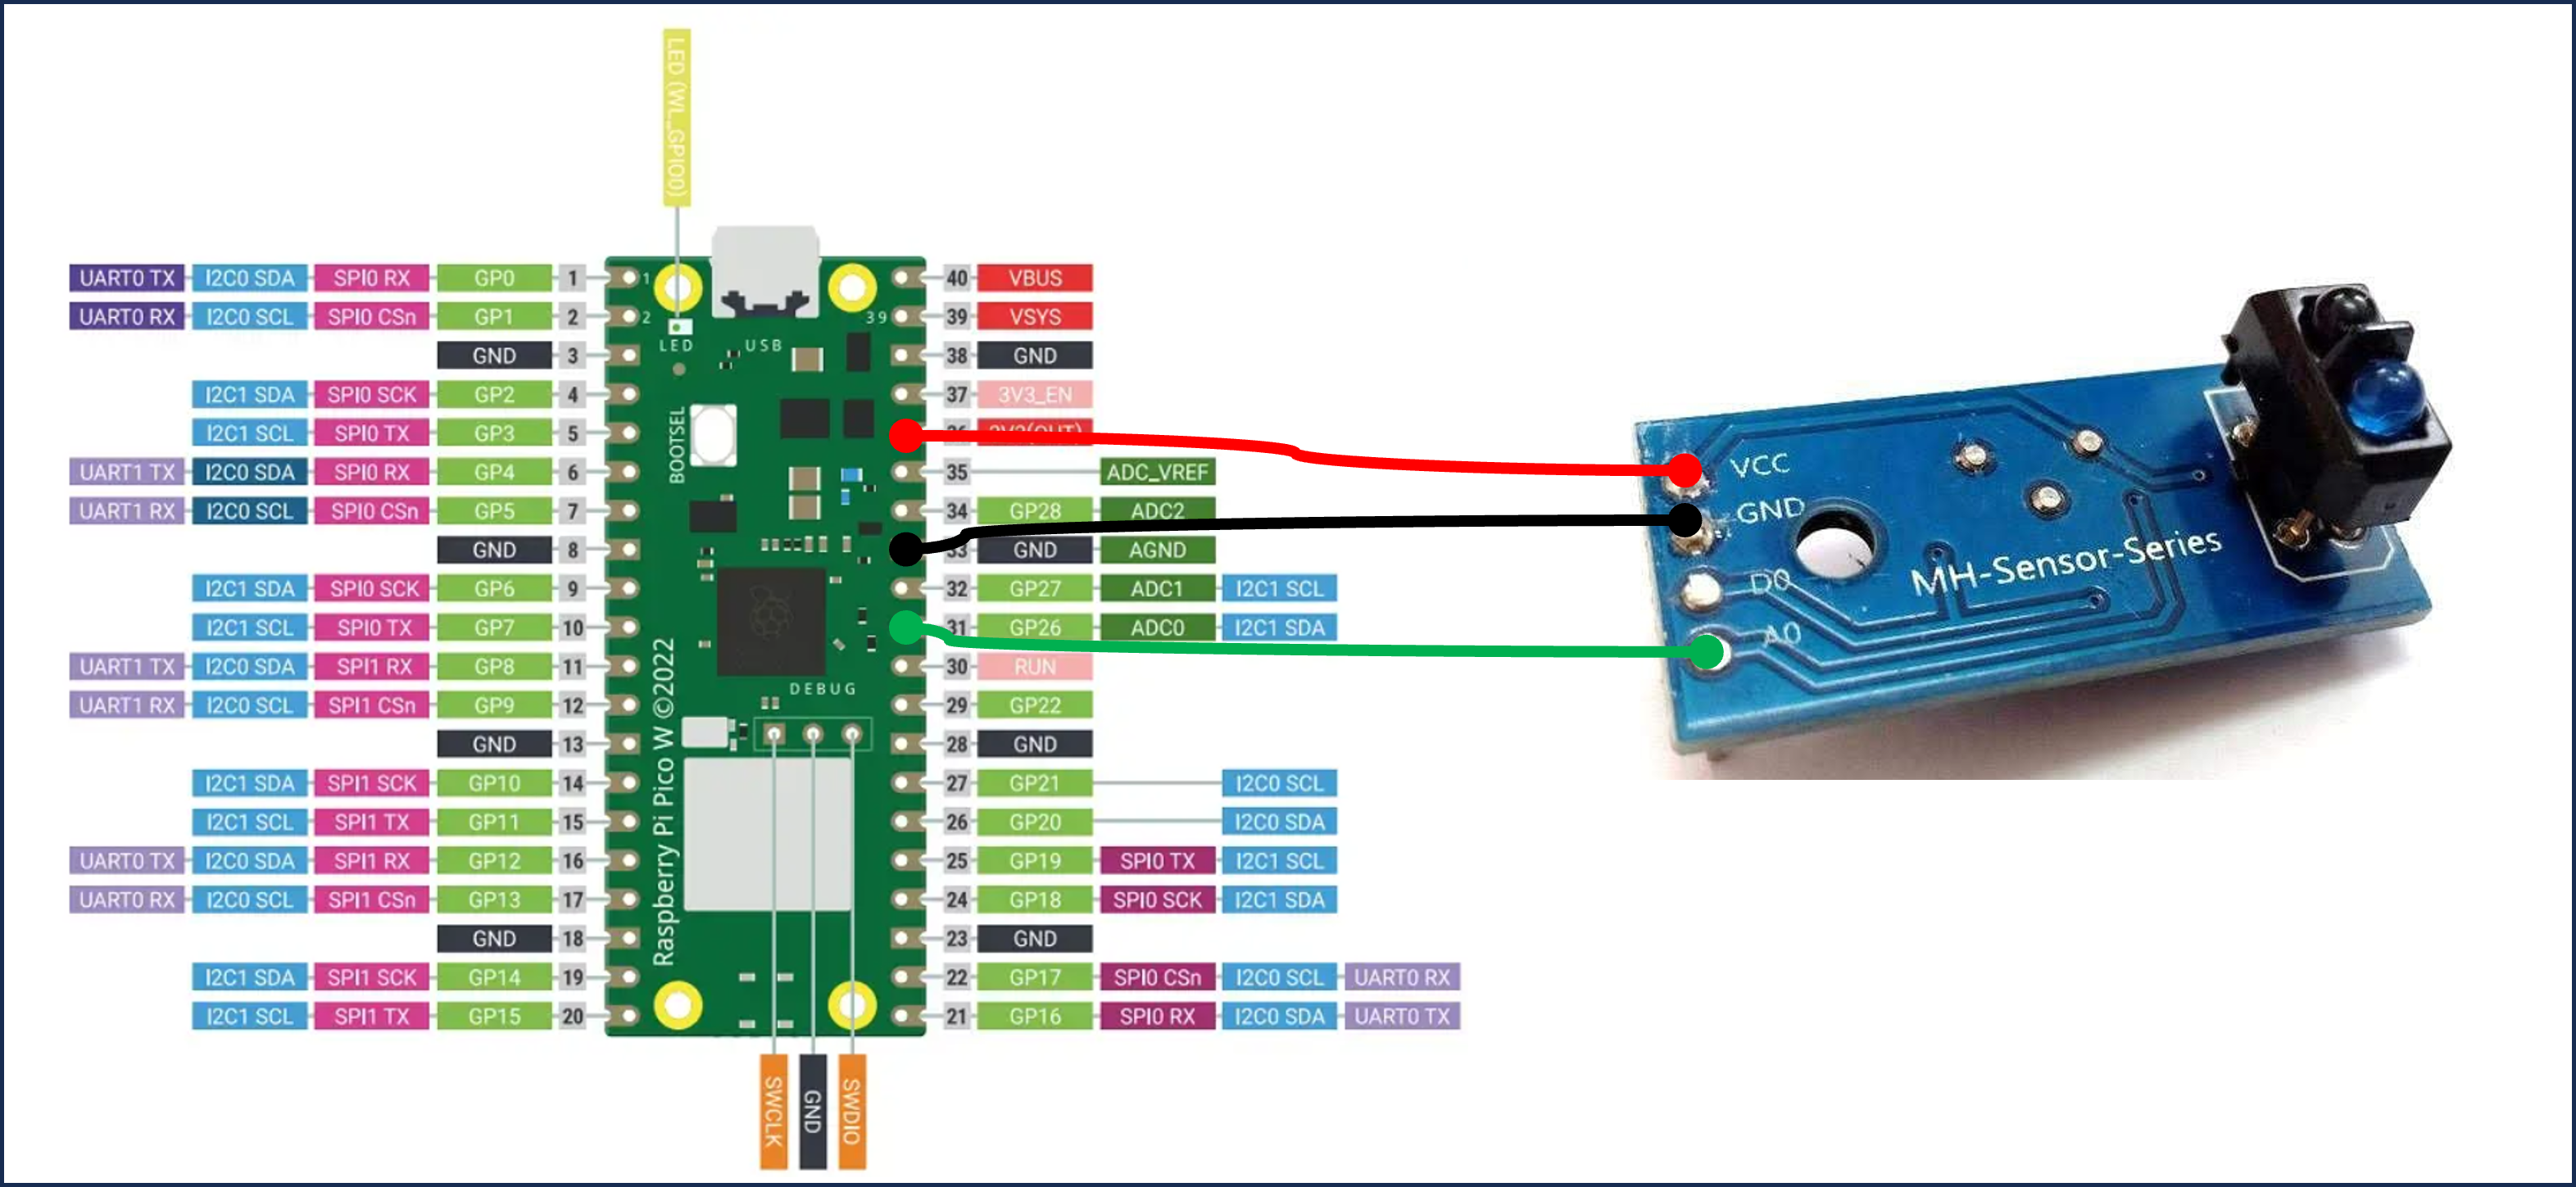 LED (WL_GPIO0)
UART0 TX I2C0 SDA SPI0 RX GP0 1 1 40 VBUS
UART0 RX I2C0 SCL SPI0 CSn GP1 2 2 39 39 VSYS
GND 3 LED USB 38 GND
I2C1 SDA SPI0 SCK GP2 4 37 3V3_EN
I2C1 SCL SPI0 TX GP3 5 BOOTSEL 36 3V3(OUT)
UART1 TX I2C0 SDA SPI0 RX GP4 6 35 ADC_VREF
UART1 RX I2C0 SCL SPI0 CSn GP5 7 34 GP28 ADC2
GND 8 33 GND AGND
I2C1 SDA SPI0 SCK GP6 9 32 GP27 ADC1 I2C1 SCL
I2C1 SCL SPI0 TX GP7 10 31 GP26 ADC0 I2C1 SDA
UART1 TX I2C0 SDA SPI1 RX GP8 11 30 RUN
DEBUG
UART1 RX I2C0 SCL SPI1 CSn GP9 12 29 GP22
GND 13 28 GND
Raspberry Pi Pico W ©2022
I2C1 SDA SPI1 SCK GP10 14 27 GP21 I2C0 SCL
I2C1 SCL SPI1 TX GP11 15 26 GP20 I2C0 SDA
UART0 TX I2C0 SDA SPI1 RX GP12 16 25 GP19 SPI0 TX I2C1 SCL
UART0 RX I2C0 SCL SPI1 CSn GP13 17 24 GP18 SPI0 SCK I2C1 SDA
GND 18 23 GND
I2C1 SDA SPI1 SCK GP14 19 22 GP17 SPI0 CSn I2C0 SCL UART0 RX
I2C1 SCL SPI1 TX GP15 20 21 GP16 SPI0 RX I2C0 SDA UART0 TX
SWCLK GND SWDIO
VCC
GND
D0
A0
MH-Sensor-Series